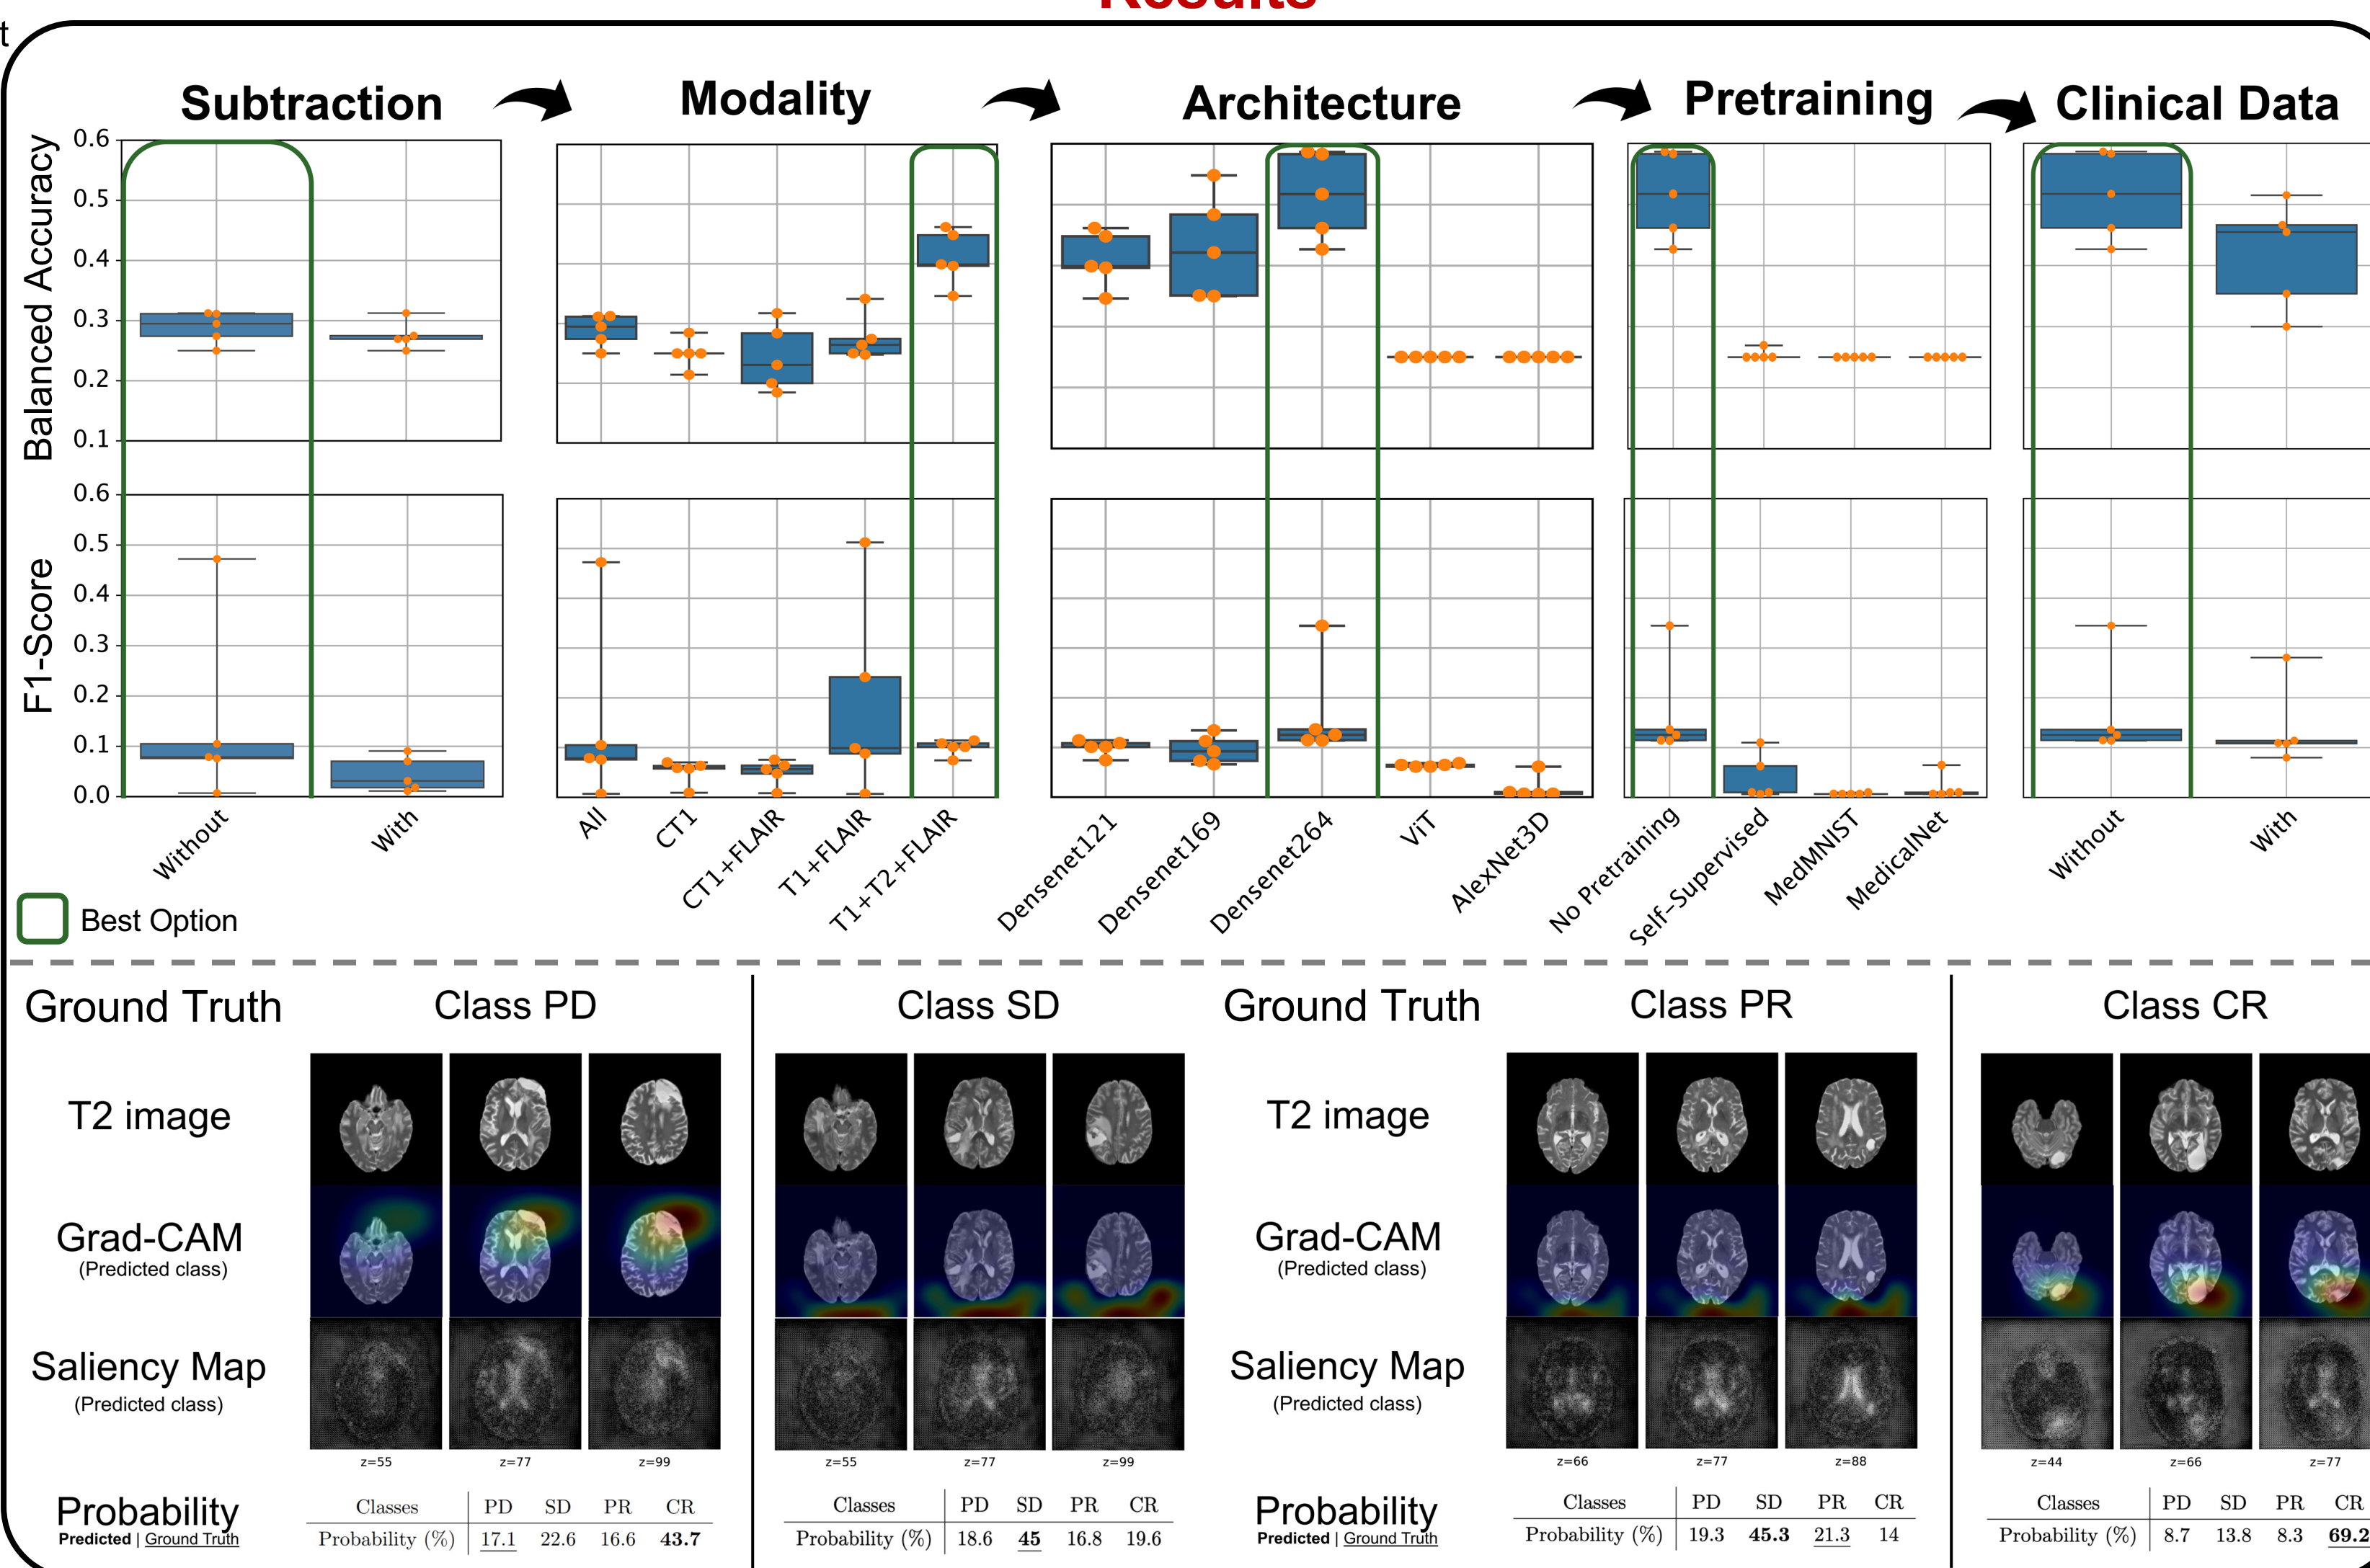 Results
t
Subtraction
Modality
Architecture
Pretraining
Clinical Data
Balanced Accuracy
0.6
0.5
0.4
0.3
0.2
0.1
F1-Score
0.6
0.5
0.4
0.3
0.2
0.1
0.0
Without
With
All
CT1
CT1+FLAIR
T1+FLAIR
T1+T2+FLAIR
Densenet121
Densenet169
Densenet264
ViT
AlexNet3D
No Pretraining
Self-Supervised
MedMNIST
MedicalNet
Without
With
Best Option
Ground Truth
Class PD
Class SD
T2 image
Grad-CAM
(Predicted class)
Saliency Map
(Predicted class)
z=55 z=77 z=99
z=55 z=77 z=99
Probability
Predicted | Ground Truth
Classes PD SD PR CR
Probability (%) 17.1 22.6 16.6 43.7
Classes PD SD PR CR
Probability (%) 18.6 45 16.8 19.6
Ground Truth
Class PR
Class CR
T2 image
Grad-CAM
(Predicted class)
Saliency Map
(Predicted class)
z=66 z=77 z=88
z=44 z=66 z=77
Probability
Predicted | Ground Truth
Classes PD SD PR CR
Probability (%) 19.3 45.3 21.3 14
Classes PD SD PR CR
Probability (%) 8.7 13.8 8.3 69.2